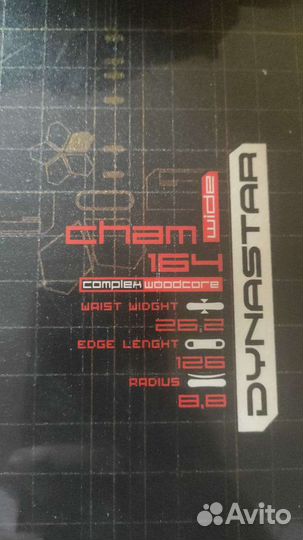 cham wide
164
complex woodcore
WAIST WIDGHT
26,2
EDGE LENGHT
126
RADIUS
8,8
DYNASTAR
Avito